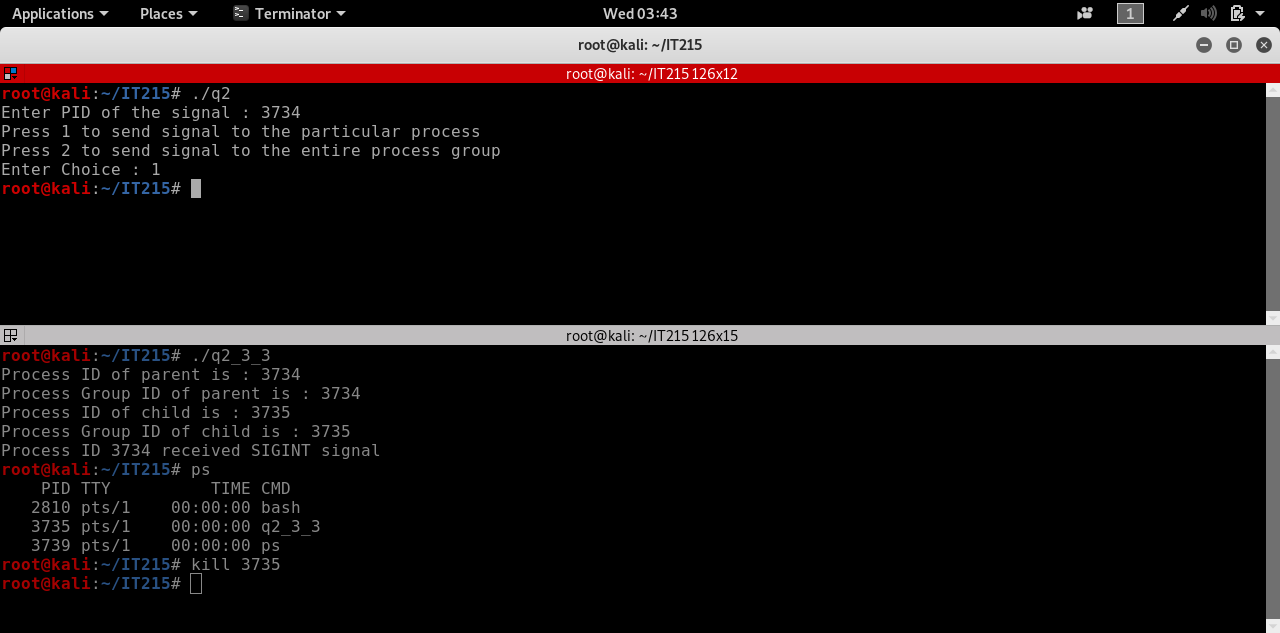 Applications Places Terminator Wed 03:43 1
root@kali: ~/IT215
root@kali: ~/IT215 126x12
root@kali:~/IT215# ./q2
Enter PID of the signal : 3734
Press 1 to send signal to the particular process
Press 2 to send signal to the entire process group
Enter Choice : 1
root@kali:~/IT215#
root@kali: ~/IT215 126x15
root@kali:~/IT215# ./q2_3_3
Process ID of parent is : 3734
Process Group ID of parent is : 3734
Process ID of child is : 3735
Process Group ID of child is : 3735
Process ID 3734 received SIGINT signal
root@kali:~/IT215# ps
    PID TTY          TIME CMD
   2810 pts/1    00:00:00 bash
   3735 pts/1    00:00:00 q2_3_3
   3739 pts/1    00:00:00 ps
root@kali:~/IT215# kill 3735
root@kali:~/IT215#